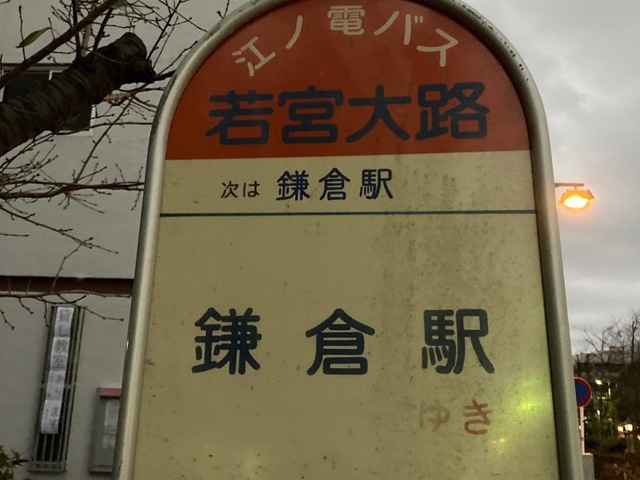 江ノ電バス
若宮大路
次は 鎌倉駅
鎌倉駅
ゆき